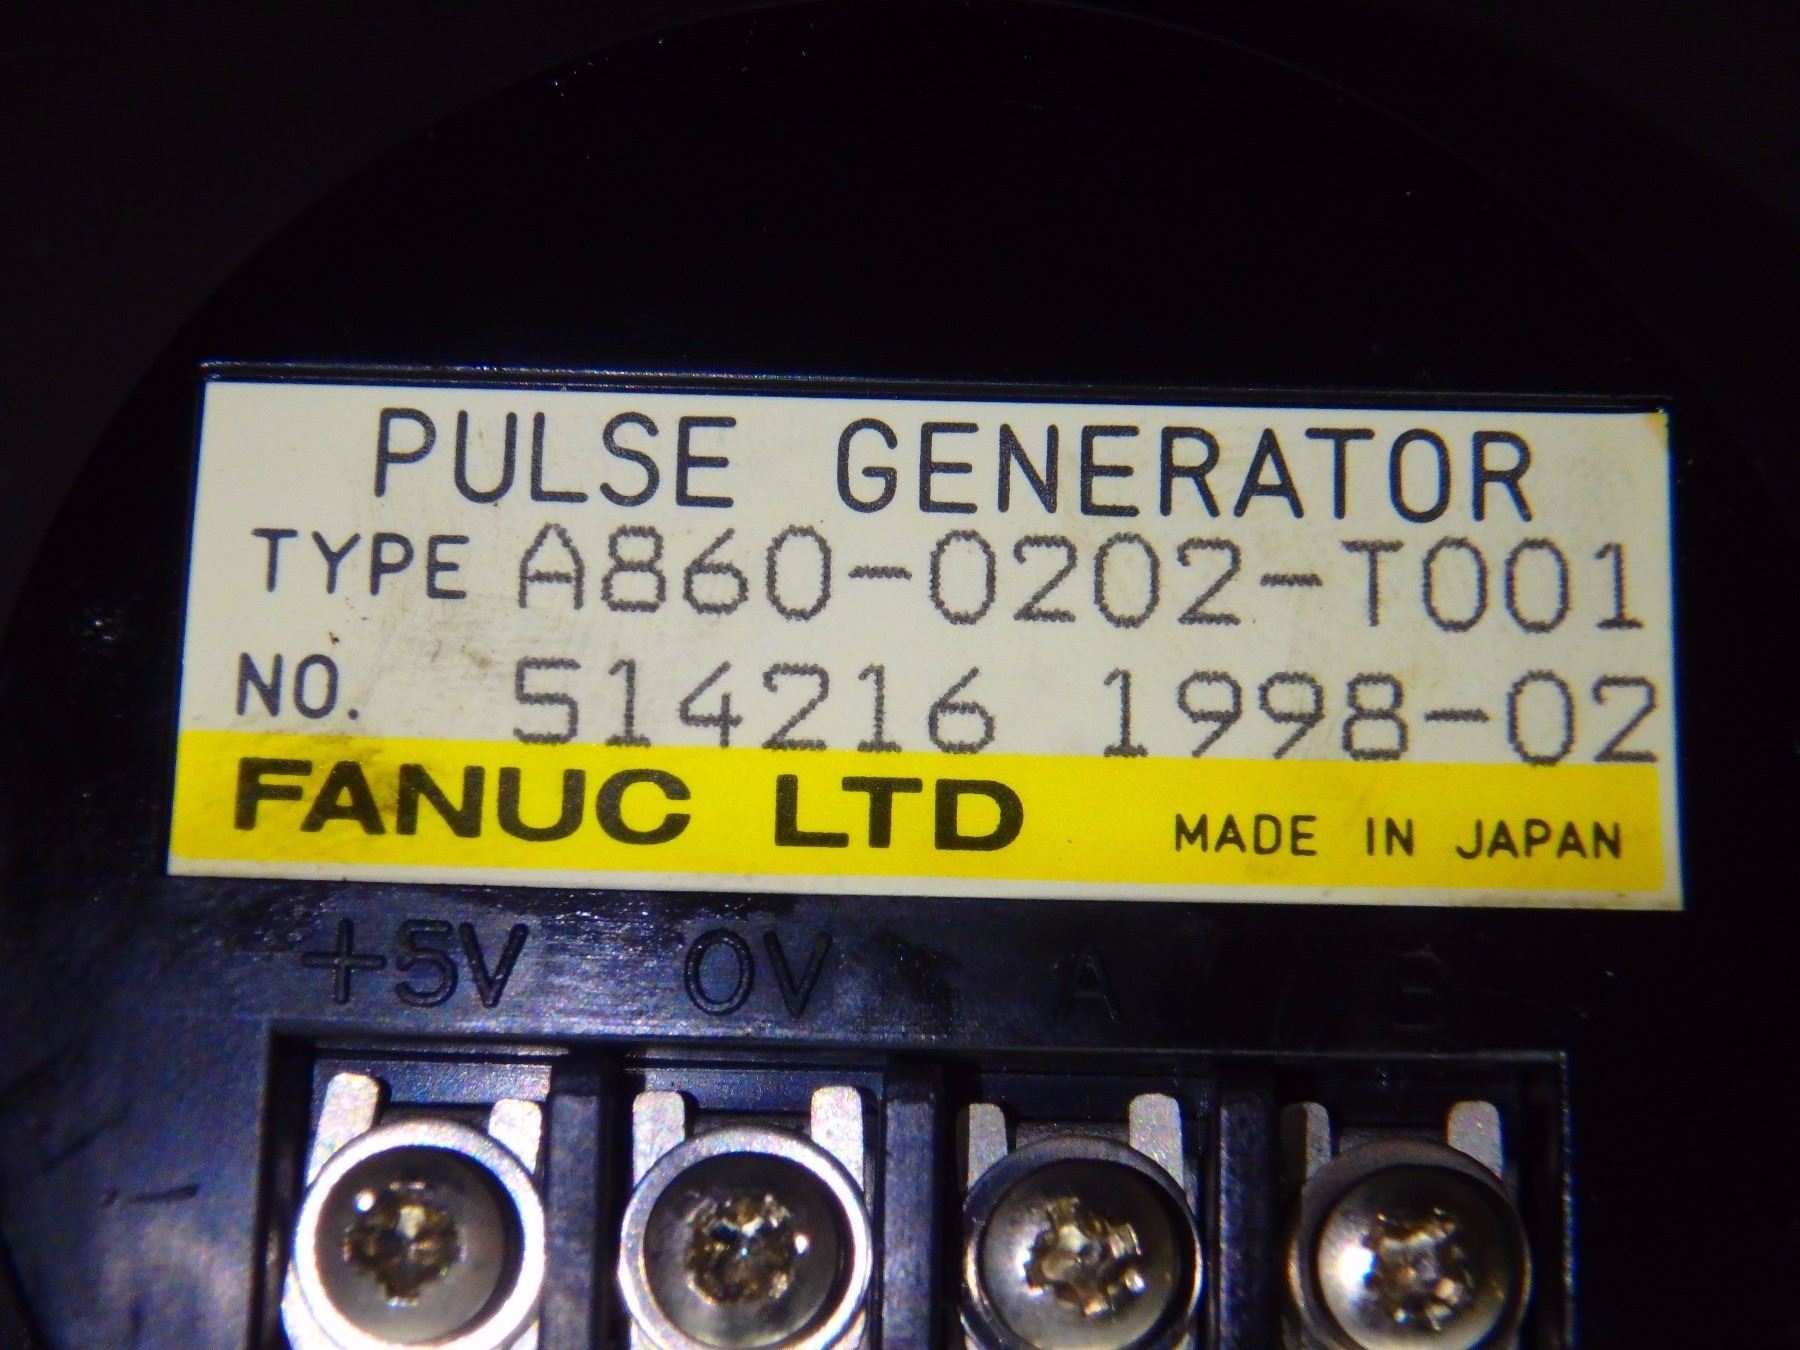 PULSE GENERATOR
TYPE A860-0202-T001
NO. 514216 1998-02
FANUC LTD MADE IN JAPAN
+5V 0V A B